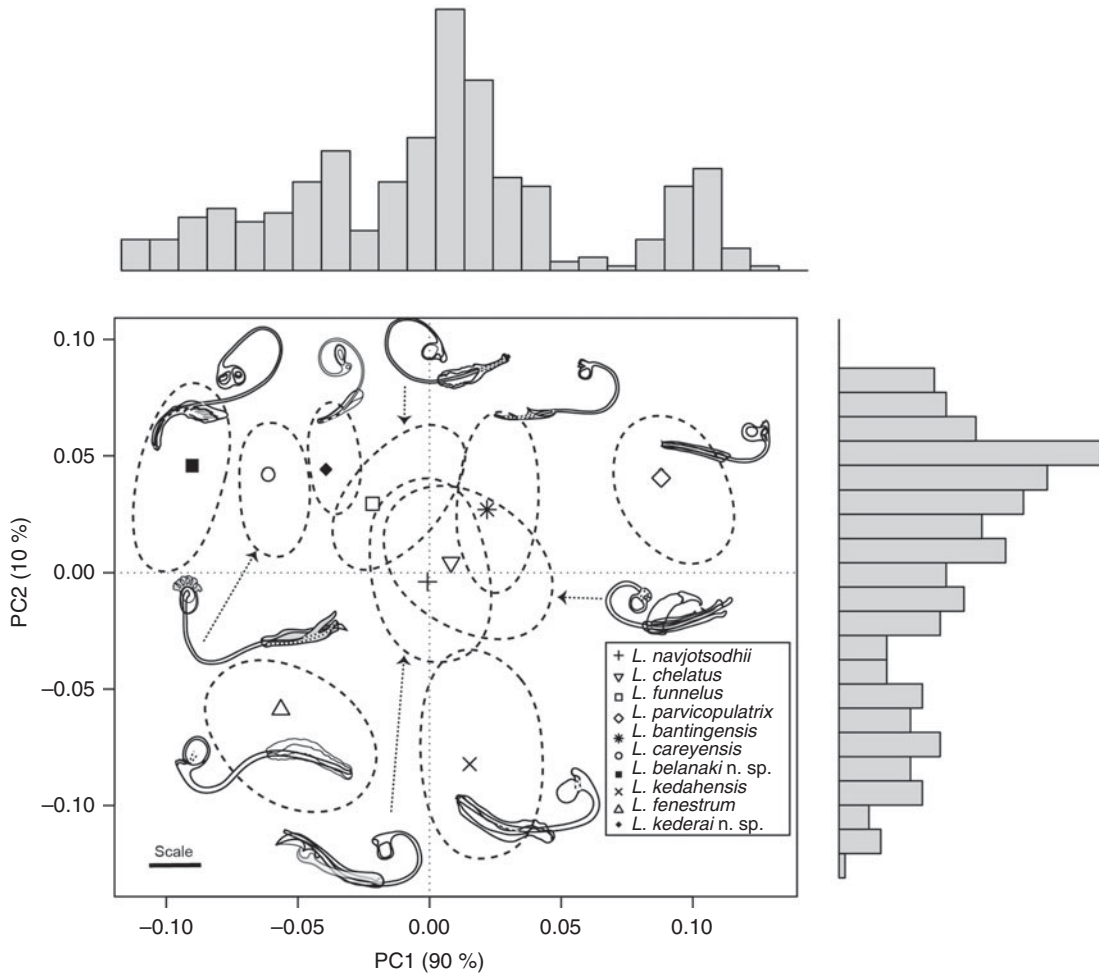 0.10
0.05
0.00
–0.05
–0.10
PC2 (10 %)
L. navjotsodhii
L. chelatus
L. funnelus
L. parvicopulatrix
L. bantingensis
L. careyensis
L. belanaki n. sp.
L. kedahensis
L. fenestrum
L. kederai n. sp.
Scale
–0.10 –0.05 0.00 0.05 0.10
PC1 (90 %)